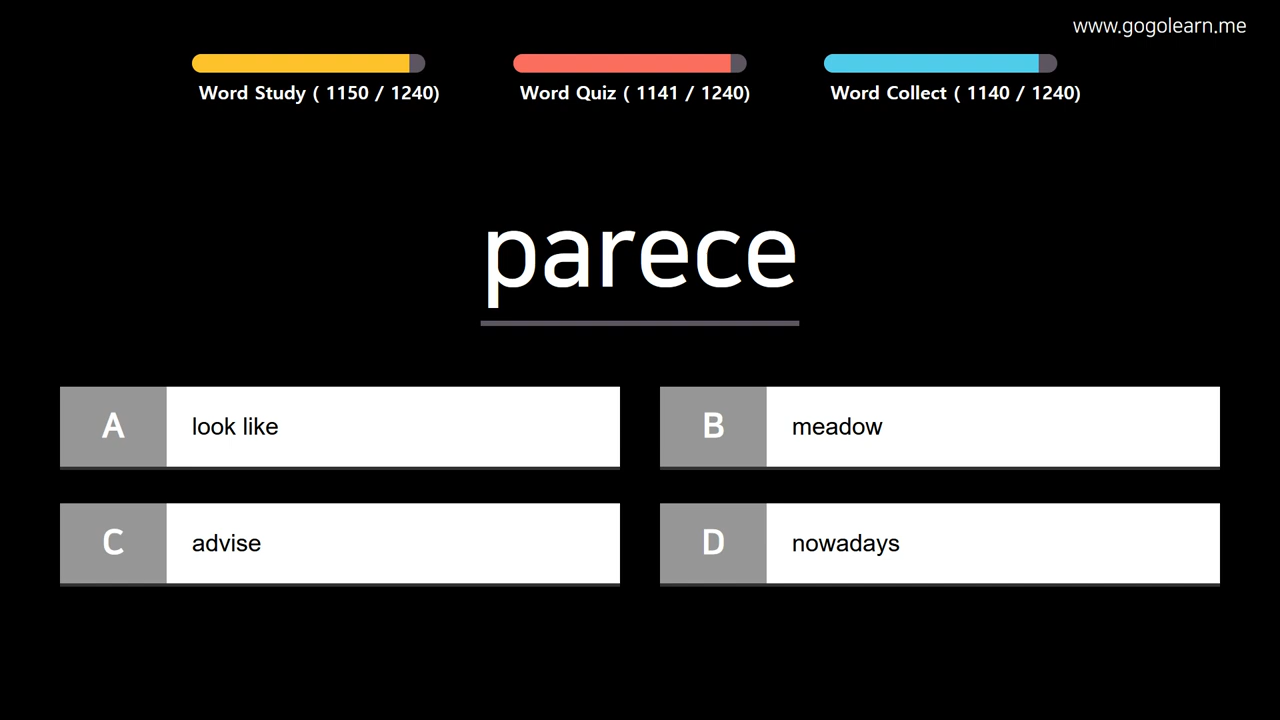 www.gogolearn.me
Word Study ( 1150 / 1240)
Word Quiz ( 1141 / 1240)
Word Collect ( 1140 / 1240)
parece
A look like
B meadow
C advise
D nowadays